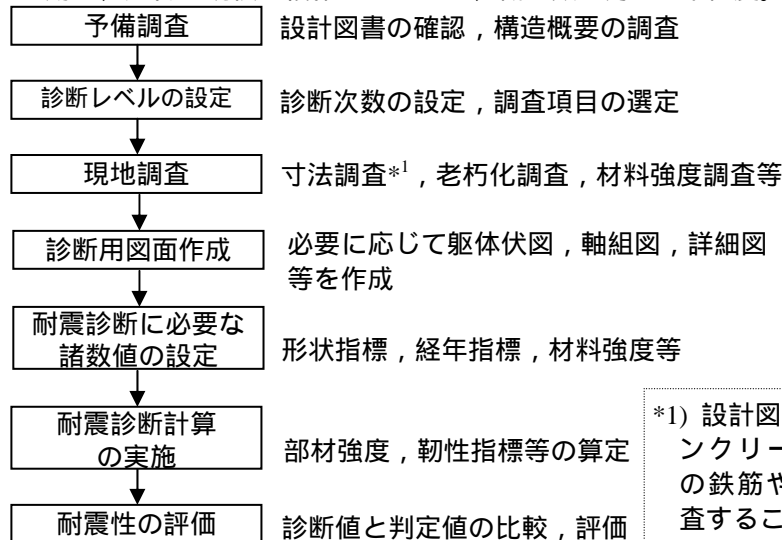 予備調査
設計図書の確認，構造概要の調査
診断レベルの設定
診断次数の設定，調査項目の選定
現地調査
寸法調査*1，老朽化調査，材料強度調査等
診断用図面作成
必要に応じて躯体伏図，軸組図，詳細図
等を作成
耐震診断に必要な
諸数値の設定
形状指標，経年指標，材料強度等
耐震診断計算
の実施
部材強度，靭性指標等の算定
*1) 設計図
ンクリー
の鉄筋や
査するこ
耐震性の評価
診断値と判定値の比較，評価